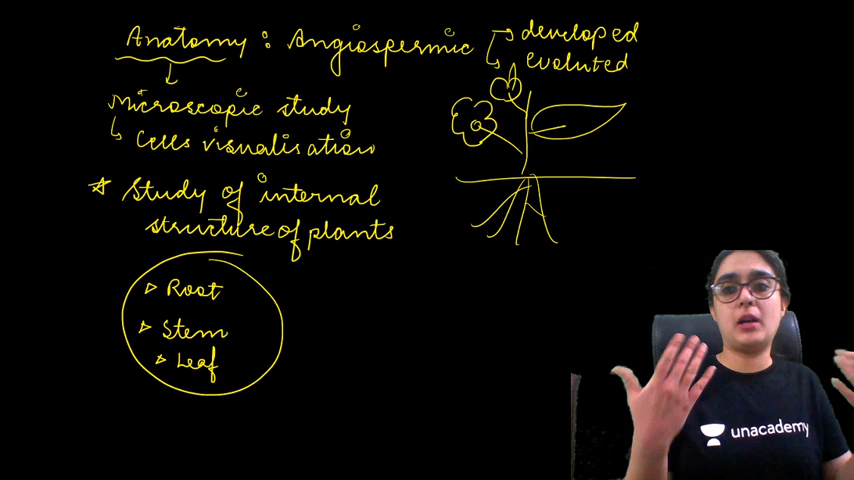 Anatomy : Angiospermic
developed
evoluted
Microscopic study
Cells visualisation
* Study of internal
structure of plants
▹ Root
▹ Stem
▹ Leaf
unacademy